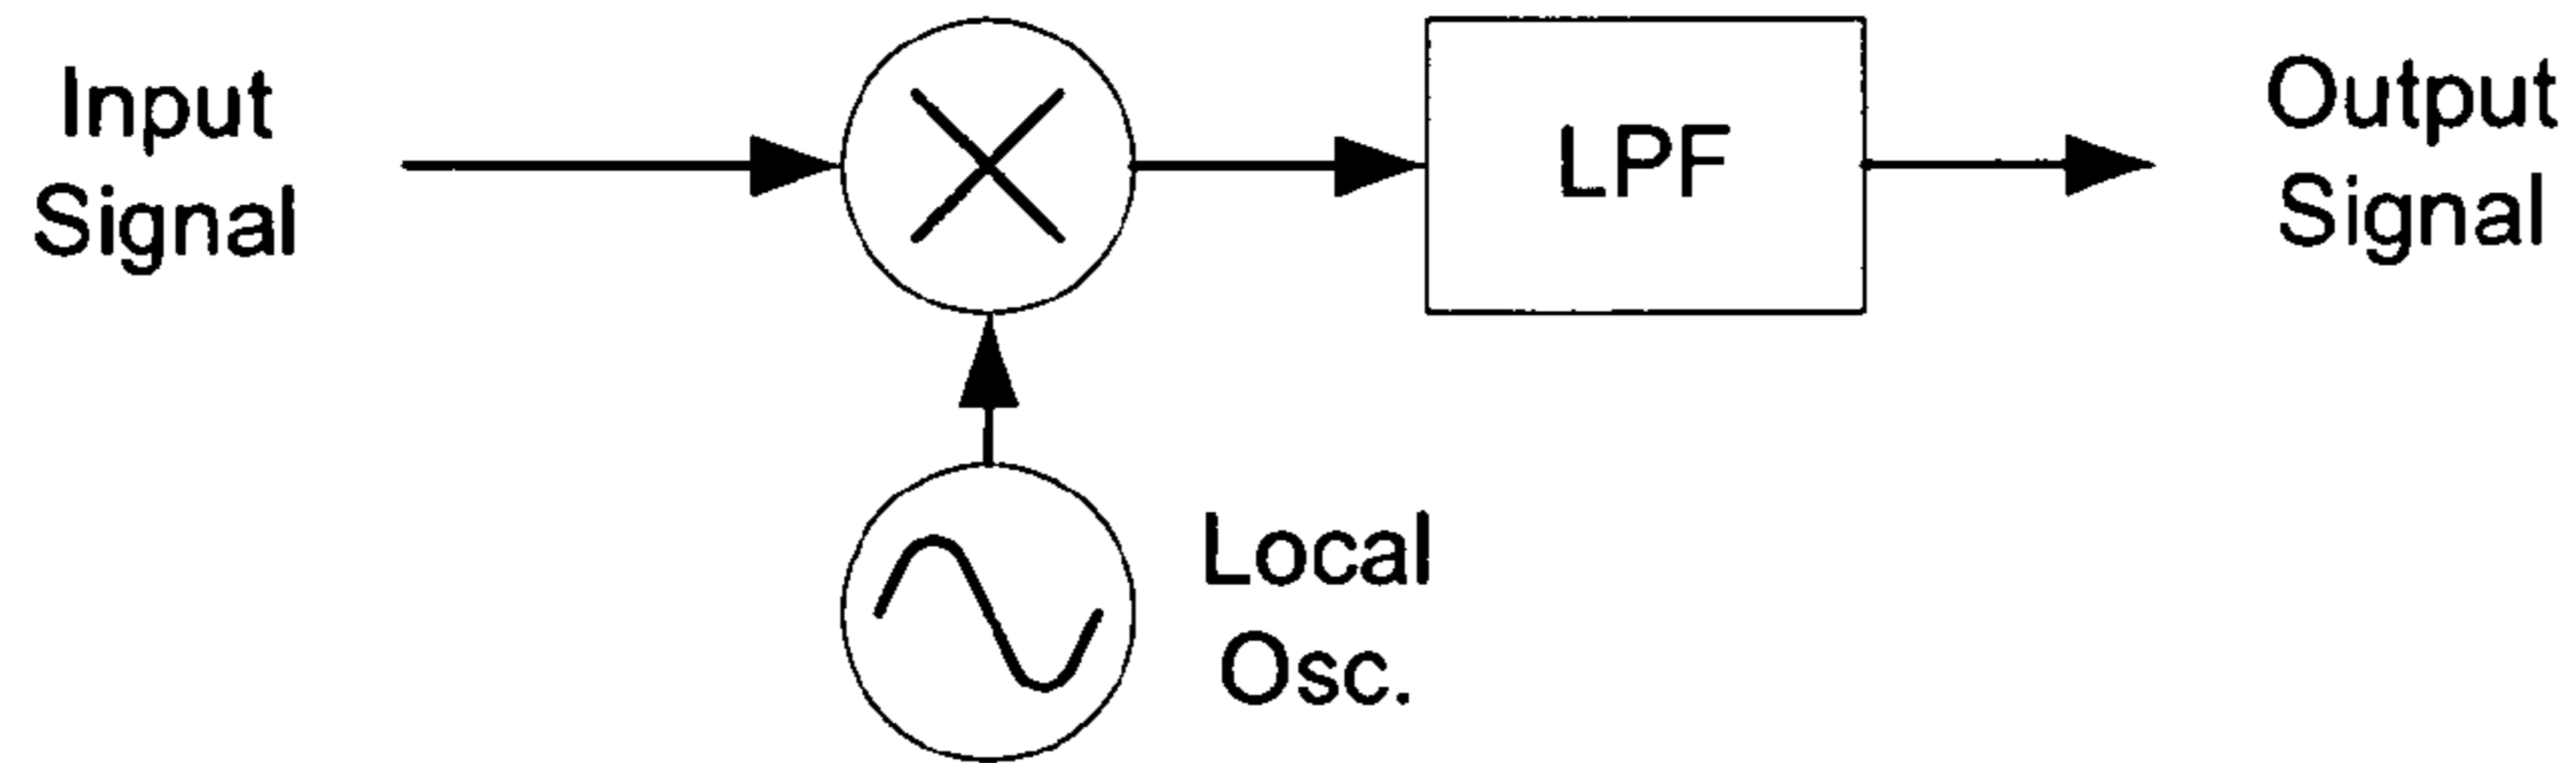 Input
Signal
LPF
Output
Signal
Local
Osc.